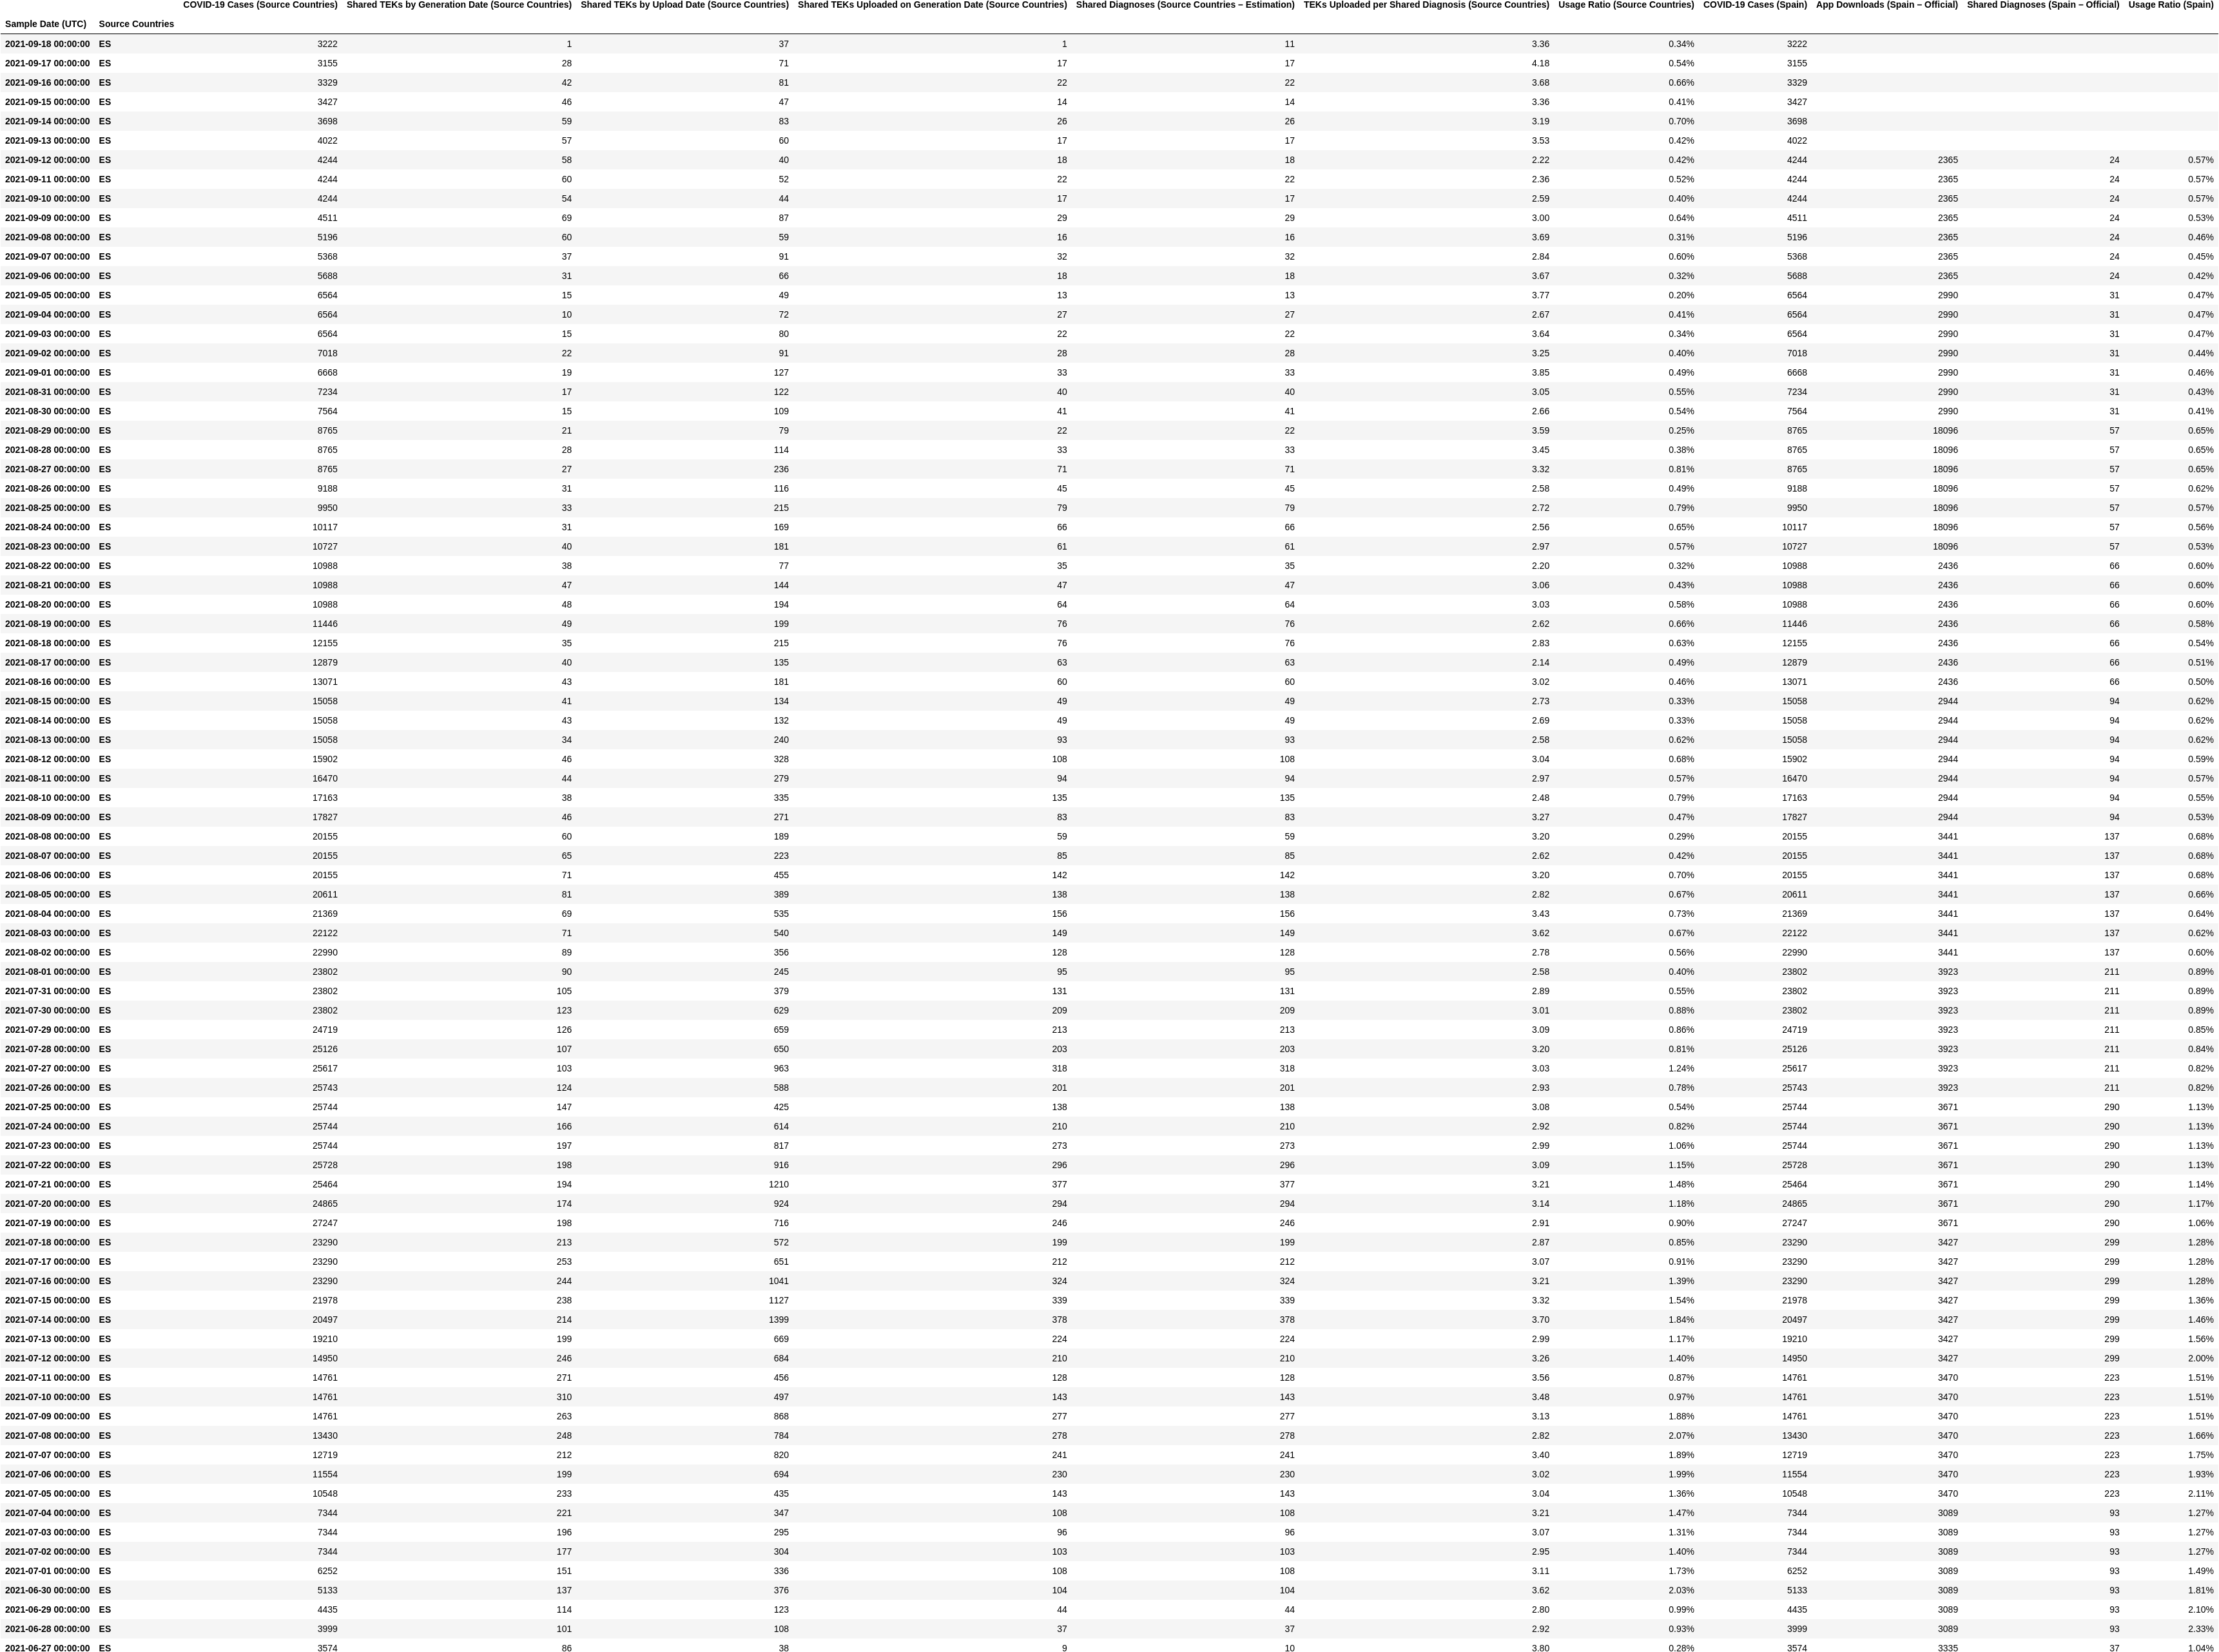 COVID-19 Cases (Source Countries) Shared TEKs by Generation Date (Source Countries) Shared TEKs by Upload Date (Source Countries) Shared TEKs Uploaded on Generation Date (Source Countries) Shared Diagnoses (Source Countries – Estimation) TEKs Uploaded per Shared Diagnosis (Source Countries) Usage Ratio (Source Countries) COVID-19 Cases (Spain) App Downloads (Spain – Official) Shared Diagnoses (Spain – Official) Usage Ratio (Spain)
Sample Date (UTC) Source Countries
2021-09-18 00:00:00 ES 3222 1 37 1 11 3.36 0.34% 3222
2021-09-17 00:00:00 ES 3155 28 71 17 17 4.18 0.54% 3155
2021-09-16 00:00:00 ES 3329 42 81 22 22 3.68 0.66% 3329
2021-09-15 00:00:00 ES 3427 46 47 14 14 3.36 0.41% 3427
2021-09-14 00:00:00 ES 3698 59 83 26 26 3.19 0.70% 3698
2021-09-13 00:00:00 ES 4022 57 60 17 17 3.53 0.42% 4022
2021-09-12 00:00:00 ES 4244 58 40 18 18 2.22 0.42% 4244 2365 24 0.57%
2021-09-11 00:00:00 ES 4244 60 52 22 22 2.36 0.52% 4244 2365 24 0.57%
2021-09-10 00:00:00 ES 4244 54 44 17 17 2.59 0.40% 4244 2365 24 0.57%
2021-09-09 00:00:00 ES 4511 69 87 29 29 3.00 0.64% 4511 2365 24 0.53%
2021-09-08 00:00:00 ES 5196 60 59 16 16 3.69 0.31% 5196 2365 24 0.46%
2021-09-07 00:00:00 ES 5368 37 91 32 32 2.84 0.60% 5368 2365 24 0.45%
2021-09-06 00:00:00 ES 5688 31 66 18 18 3.67 0.32% 5688 2365 24 0.42%
2021-09-05 00:00:00 ES 6564 15 49 13 13 3.77 0.20% 6564 2990 31 0.47%
2021-09-04 00:00:00 ES 6564 10 72 27 27 2.67 0.41% 6564 2990 31 0.47%
2021-09-03 00:00:00 ES 6564 15 80 22 22 3.64 0.34% 6564 2990 31 0.47%
2021-09-02 00:00:00 ES 7018 22 91 28 28 3.25 0.40% 7018 2990 31 0.44%
2021-09-01 00:00:00 ES 6668 19 127 33 33 3.85 0.49% 6668 2990 31 0.46%
2021-08-31 00:00:00 ES 7234 17 122 40 40 3.05 0.55% 7234 2990 31 0.43%
2021-08-30 00:00:00 ES 7564 15 109 41 41 2.66 0.54% 7564 2990 31 0.41%
2021-08-29 00:00:00 ES 8765 21 79 22 22 3.59 0.25% 8765 18096 57 0.65%
2021-08-28 00:00:00 ES 8765 28 114 33 33 3.45 0.38% 8765 18096 57 0.65%
2021-08-27 00:00:00 ES 8765 27 236 71 71 3.32 0.81% 8765 18096 57 0.65%
2021-08-26 00:00:00 ES 9188 31 116 45 45 2.58 0.49% 9188 18096 57 0.62%
2021-08-25 00:00:00 ES 9950 33 215 79 79 2.72 0.79% 9950 18096 57 0.57%
2021-08-24 00:00:00 ES 10117 31 169 66 66 2.56 0.65% 10117 18096 57 0.56%
2021-08-23 00:00:00 ES 10727 40 181 61 61 2.97 0.57% 10727 18096 57 0.53%
2021-08-22 00:00:00 ES 10988 38 77 35 35 2.20 0.32% 10988 2436 66 0.60%
2021-08-21 00:00:00 ES 10988 47 144 47 47 3.06 0.43% 10988 2436 66 0.60%
2021-08-20 00:00:00 ES 10988 48 194 64 64 3.03 0.58% 10988 2436 66 0.60%
2021-08-19 00:00:00 ES 11446 49 199 76 76 2.62 0.66% 11446 2436 66 0.58%
2021-08-18 00:00:00 ES 12155 35 215 76 76 2.83 0.63% 12155 2436 66 0.54%
2021-08-17 00:00:00 ES 12879 40 135 63 63 2.14 0.49% 12879 2436 66 0.51%
2021-08-16 00:00:00 ES 13071 43 181 60 60 3.02 0.46% 13071 2436 66 0.50%
2021-08-15 00:00:00 ES 15058 41 134 49 49 2.73 0.33% 15058 2944 94 0.62%
2021-08-14 00:00:00 ES 15058 43 132 49 49 2.69 0.33% 15058 2944 94 0.62%
2021-08-13 00:00:00 ES 15058 34 240 93 93 2.58 0.62% 15058 2944 94 0.62%
2021-08-12 00:00:00 ES 15902 46 328 108 108 3.04 0.68% 15902 2944 94 0.59%
2021-08-11 00:00:00 ES 16470 44 279 94 94 2.97 0.57% 16470 2944 94 0.57%
2021-08-10 00:00:00 ES 17163 38 335 135 135 2.48 0.79% 17163 2944 94 0.55%
2021-08-09 00:00:00 ES 17827 46 271 83 83 3.27 0.47% 17827 2944 94 0.53%
2021-08-08 00:00:00 ES 20155 60 189 59 59 3.20 0.29% 20155 3441 137 0.68%
2021-08-07 00:00:00 ES 20155 65 223 85 85 2.62 0.42% 20155 3441 137 0.68%
2021-08-06 00:00:00 ES 20155 71 455 142 142 3.20 0.70% 20155 3441 137 0.68%
2021-08-05 00:00:00 ES 20611 81 389 138 138 2.82 0.67% 20611 3441 137 0.66%
2021-08-04 00:00:00 ES 21369 69 535 156 156 3.43 0.73% 21369 3441 137 0.64%
2021-08-03 00:00:00 ES 22122 71 540 149 149 3.62 0.67% 22122 3441 137 0.62%
2021-08-02 00:00:00 ES 22990 89 356 128 128 2.78 0.56% 22990 3441 137 0.60%
2021-08-01 00:00:00 ES 23802 90 245 95 95 2.58 0.40% 23802 3923 211 0.89%
2021-07-31 00:00:00 ES 23802 105 379 131 131 2.89 0.55% 23802 3923 211 0.89%
2021-07-30 00:00:00 ES 23802 123 629 209 209 3.01 0.88% 23802 3923 211 0.89%
2021-07-29 00:00:00 ES 24719 126 659 213 213 3.09 0.86% 24719 3923 211 0.85%
2021-07-28 00:00:00 ES 25126 107 650 203 203 3.20 0.81% 25126 3923 211 0.84%
2021-07-27 00:00:00 ES 25617 103 963 318 318 3.03 1.24% 25617 3923 211 0.82%
2021-07-26 00:00:00 ES 25743 124 588 201 201 2.93 0.78% 25743 3923 211 0.82%
2021-07-25 00:00:00 ES 25744 147 425 138 138 3.08 0.54% 25744 3671 290 1.13%
2021-07-24 00:00:00 ES 25744 166 614 210 210 2.92 0.82% 25744 3671 290 1.13%
2021-07-23 00:00:00 ES 25744 197 817 273 273 2.99 1.06% 25744 3671 290 1.13%
2021-07-22 00:00:00 ES 25728 198 916 296 296 3.09 1.15% 25728 3671 290 1.13%
2021-07-21 00:00:00 ES 25464 194 1210 377 377 3.21 1.48% 25464 3671 290 1.14%
2021-07-20 00:00:00 ES 24865 174 924 294 294 3.14 1.18% 24865 3671 290 1.17%
2021-07-19 00:00:00 ES 27247 198 716 246 246 2.91 0.90% 27247 3671 290 1.06%
2021-07-18 00:00:00 ES 23290 213 572 199 199 2.87 0.85% 23290 3427 299 1.28%
2021-07-17 00:00:00 ES 23290 253 651 212 212 3.07 0.91% 23290 3427 299 1.28%
2021-07-16 00:00:00 ES 23290 244 1041 324 324 3.21 1.39% 23290 3427 299 1.28%
2021-07-15 00:00:00 ES 21978 238 1127 339 339 3.32 1.54% 21978 3427 299 1.36%
2021-07-14 00:00:00 ES 20497 214 1399 378 378 3.70 1.84% 20497 3427 299 1.46%
2021-07-13 00:00:00 ES 19210 199 669 224 224 2.99 1.17% 19210 3427 299 1.56%
2021-07-12 00:00:00 ES 14950 246 684 210 210 3.26 1.40% 14950 3427 299 2.00%
2021-07-11 00:00:00 ES 14761 271 456 128 128 3.56 0.87% 14761 3470 223 1.51%
2021-07-10 00:00:00 ES 14761 310 497 143 143 3.48 0.97% 14761 3470 223 1.51%
2021-07-09 00:00:00 ES 14761 263 868 277 277 3.13 1.88% 14761 3470 223 1.51%
2021-07-08 00:00:00 ES 13430 248 784 278 278 2.82 2.07% 13430 3470 223 1.66%
2021-07-07 00:00:00 ES 12719 212 820 241 241 3.40 1.89% 12719 3470 223 1.75%
2021-07-06 00:00:00 ES 11554 199 694 230 230 3.02 1.99% 11554 3470 223 1.93%
2021-07-05 00:00:00 ES 10548 233 435 143 143 3.04 1.36% 10548 3470 223 2.11%
2021-07-04 00:00:00 ES 7344 221 347 108 108 3.21 1.47% 7344 3089 93 1.27%
2021-07-03 00:00:00 ES 7344 196 295 96 96 3.07 1.31% 7344 3089 93 1.27%
2021-07-02 00:00:00 ES 7344 177 304 103 103 2.95 1.40% 7344 3089 93 1.27%
2021-07-01 00:00:00 ES 6252 151 336 108 108 3.11 1.73% 6252 3089 93 1.49%
2021-06-30 00:00:00 ES 5133 137 376 104 104 3.62 2.03% 5133 3089 93 1.81%
2021-06-29 00:00:00 ES 4435 114 123 44 44 2.80 0.99% 4435 3089 93 2.10%
2021-06-28 00:00:00 ES 3999 101 108 37 37 2.92 0.93% 3999 3089 93 2.33%
2021-06-27 00:00:00 ES 3574 86 38 9 10 3.80 0.28% 3574 3335 37 1.04%